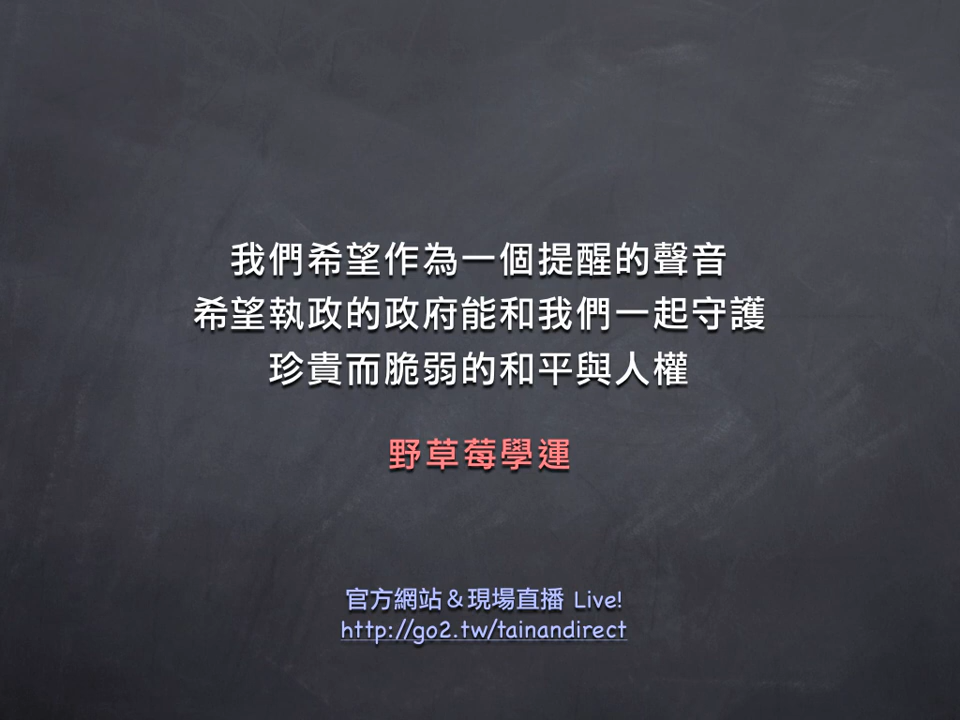 我們希望作為一個提醒的聲音
希望執政的政府能和我們一起守護
珍貴而脆弱的和平與人權
野草莓學運
官方網站＆現場直播 Live!
http://go2.tw/tainandirect